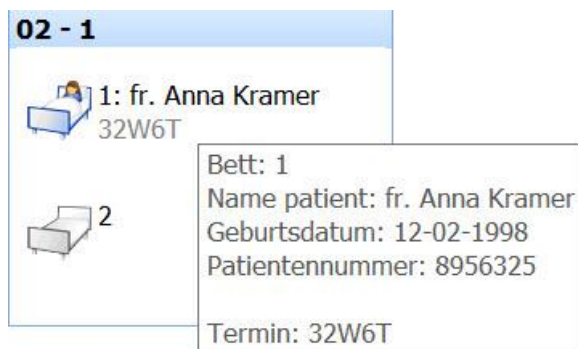 02 - 1
1: fr. Anna Kramer
32W6T
2
Bett: 1
Name patient: fr. Anna Kramer
Geburtsdatum: 12-02-1998
Patientennummer: 8956325
Termin: 32W6T